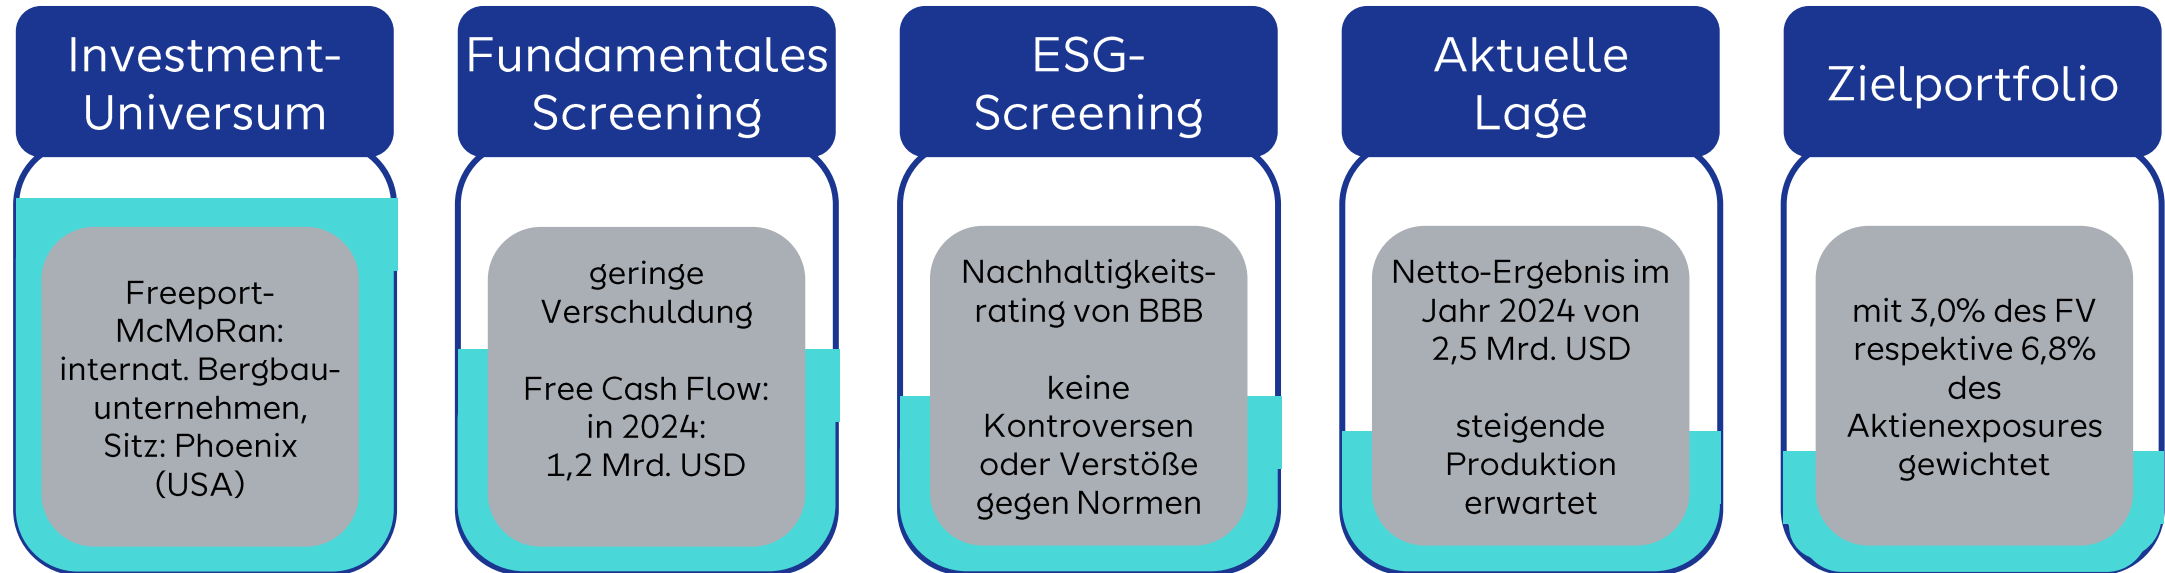 Investment-
Universum
Freeport-
McMoRan:
internat. Bergbau-
unternehmen,
Sitz: Phoenix
(USA)
Fundamentales
Screening
geringe
Verschuldung
Free Cash Flow:
in 2024:
1,2 Mrd. USD
ESG-
Screening
Nachhaltigkeits-
rating von BBB
keine
Kontroversen
oder Verstöße
gegen Normen
Aktuelle
Lage
Netto-Ergebnis im
Jahr 2024 von
2,5 Mrd. USD
steigende
Produktion
erwartet
Zielportfolio
mit 3,0% des FV
respektive 6,8%
des
Aktienexposures
gewichtet